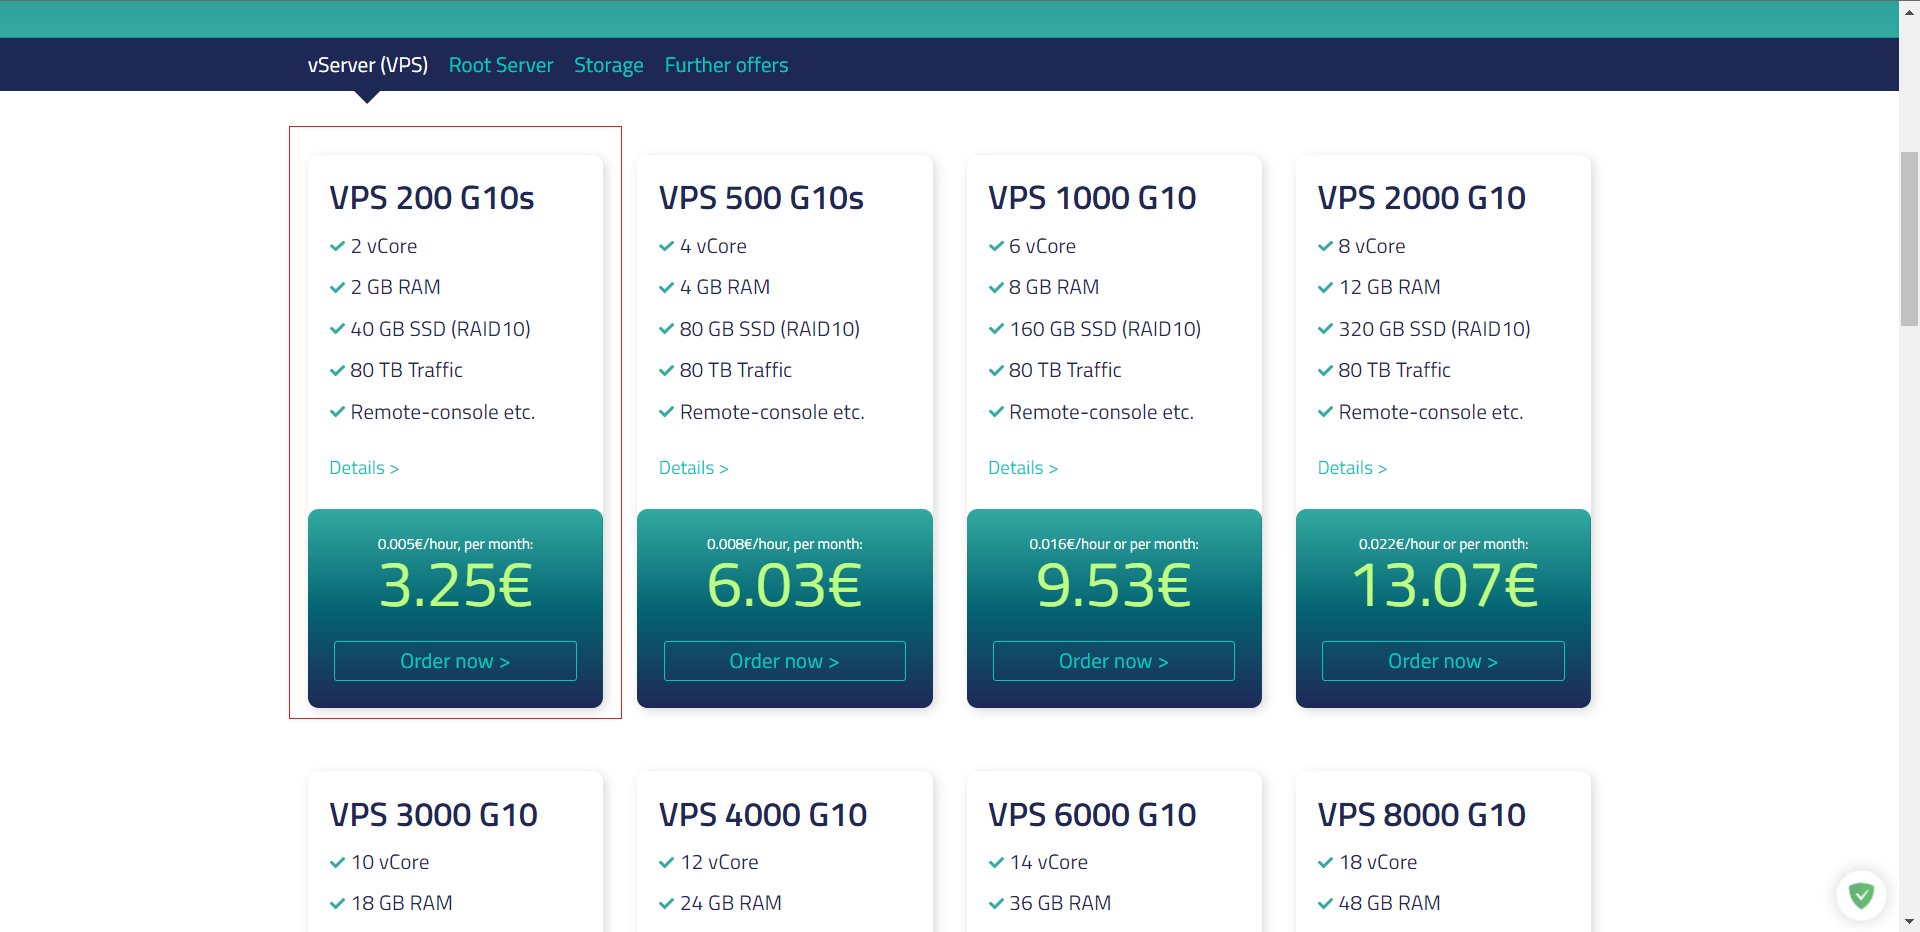 vServer (VPS) Root Server Storage Further offers
VPS 200 G10s
2 vCore
2 GB RAM
40 GB SSD (RAID10)
80 TB Traffic
Remote-console etc.
Details >
0.005€/hour, per month:
3.25€
Order now >
VPS 500 G10s
4 vCore
4 GB RAM
80 GB SSD (RAID10)
80 TB Traffic
Remote-console etc.
Details >
0.008€/hour, per month:
6.03€
Order now >
VPS 1000 G10
6 vCore
8 GB RAM
160 GB SSD (RAID10)
80 TB Traffic
Remote-console etc.
Details >
0.016€/hour or per month:
9.53€
Order now >
VPS 2000 G10
8 vCore
12 GB RAM
320 GB SSD (RAID10)
80 TB Traffic
Remote-console etc.
Details >
0.022€/hour or per month:
13.07€
Order now >
VPS 3000 G10
10 vCore
18 GB RAM
VPS 4000 G10
12 vCore
24 GB RAM
VPS 6000 G10
14 vCore
36 GB RAM
VPS 8000 G10
18 vCore
48 GB RAM